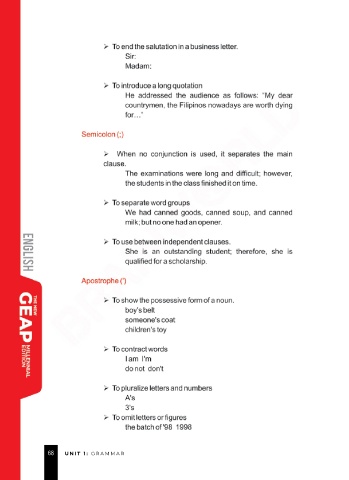 ➢ To end the salutation in a business letter.
Sir:
Madam:
➢ To introduce a long quotation
He addressed the audience as follows: “My dear
countrymen, the Filipinos nowadays are worth dying
for…”
Semicolon (;)
➢ When no conjunction is used, it separates the main
clause.
The examinations were long and difficult; however,
the students in the class finished it on time.
➢ To separate word groups
We had canned goods, canned soup, and canned
milk; but no one had an opener.
➢ To use between independent clauses.
She is an outstanding student; therefore, she is
qualified for a scholarship.
Apostrophe (')
➢ To show the possessive form of a noun.
boy's belt
someone's coat
children's toy
➢ To contract words
I am I'm
do not don't
➢ To pluralize letters and numbers
A's
3's
➢ To omit letters or figures
the batch of '98 1998
ENGLISH
THE NEW
GEAP
MILLENNIAL
EDITION
68 UNIT 1: GRAMMAR